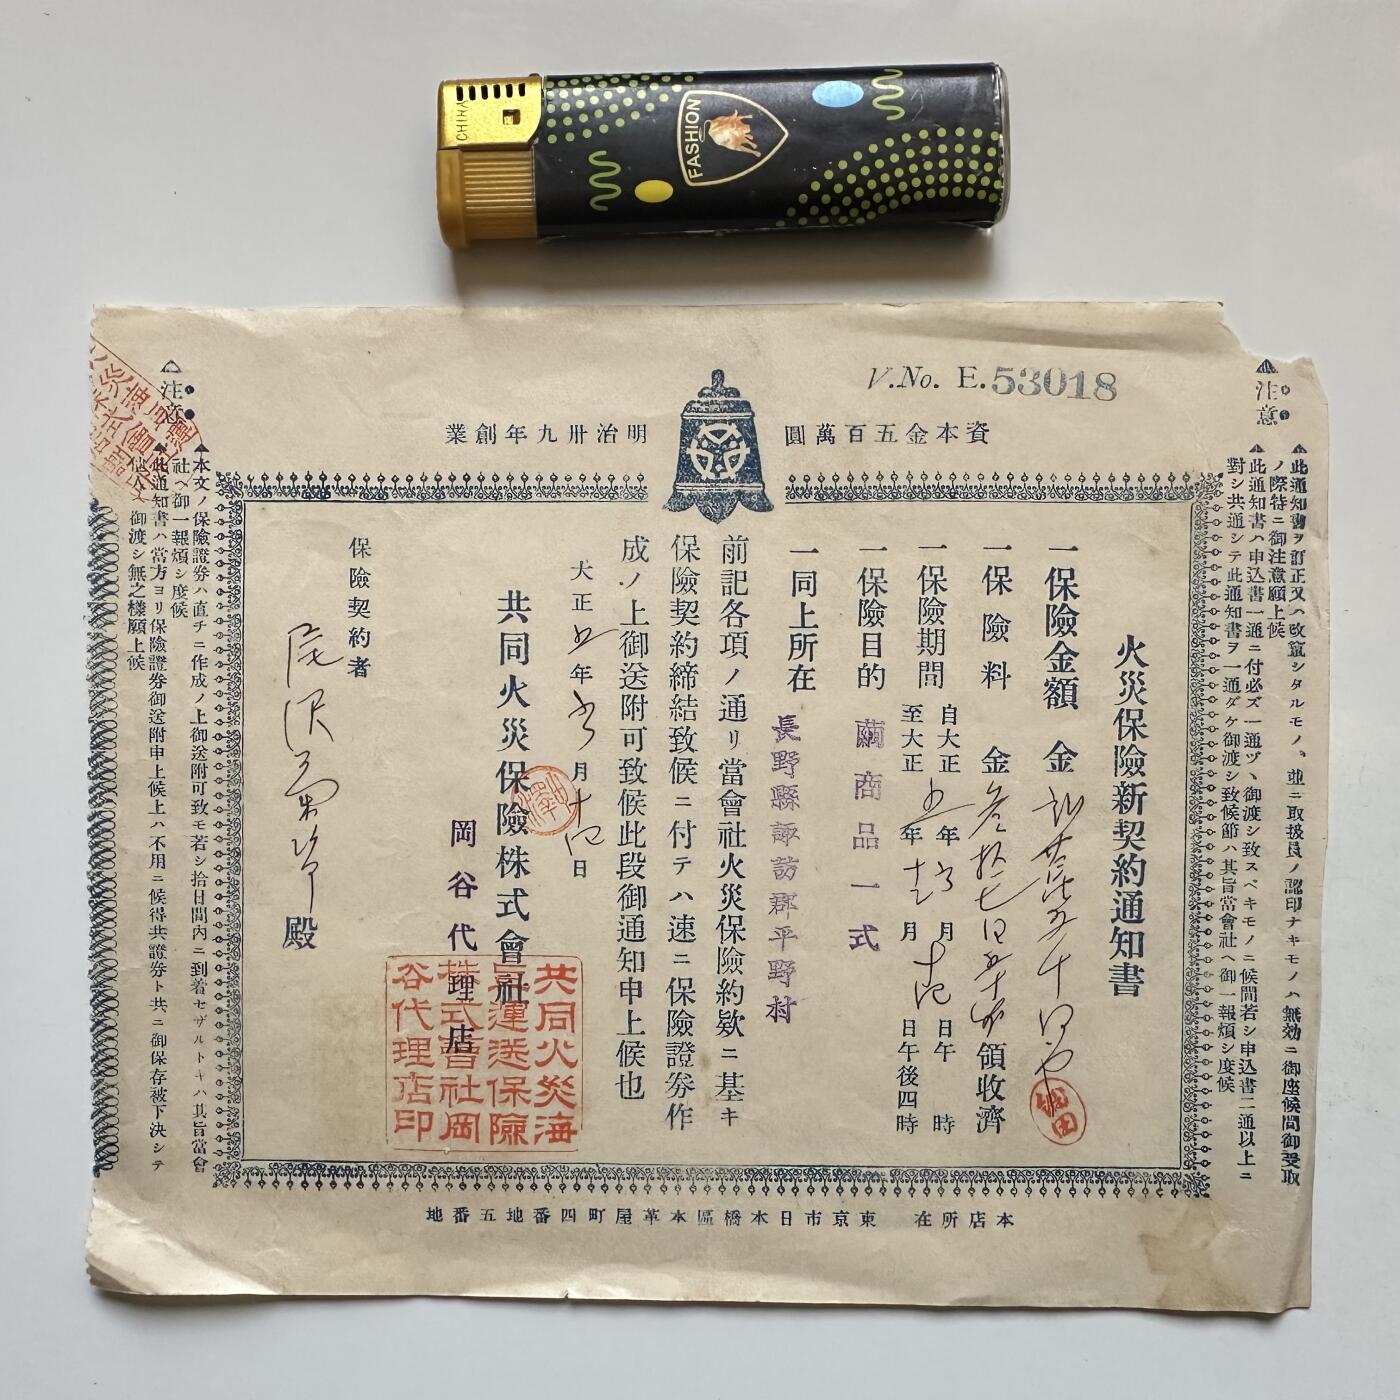 CHINA
FASHION
V.No. E.53018
資本金五百萬圓
明治卅九年創業
注意
此通知書ヲ訂正又ハ改竄シタルモノ、並ニ取扱員ノ認印ナキモノハ無効ニ御座候間御受取
ノ際特ニ御注意願上候
此通知書ハ申込書一通ニ付必ズ一通ヅヽ御渡シ致スベキモノニ候間若シ申込書二通以上ニ
對シ共通シテ此通知書ヲ一通ダケ御渡シ致候節ハ其旨當會社ヘ御一報煩シ度候
火災保險新契約通知書
一保險金額 金
一保險料 金 參拾七円五十 領收濟
一保險期間 自大正 五年 月 日午 時
至大正 年 月 日午後四時
一保險目的 繭商品一式
一同上所在 長野縣諏訪郡平野村
前記各項ノ通リ當會社火災保險約欵ニ基キ
保險契約締結致候ニ付テハ速ニ保險證劵作
成ノ上御送附可致候此段御通知申上候也
大正五年 月 日
共同火災保險株式會社
岡谷代理店
共同火災海
上運送保險
株式會社岡
谷代理店印
保險契約者
尾沢 殿
注意
本文ノ保險證劵ハ直チニ作成ノ上御送附可致モ若シ拾日間內ニ到着セザルトキハ其旨當會
社ヘ御一報煩シ度候
此通知書ハ當方ヨリ保險證劵御送附申上候上ハ不用ニ候得共證劵ト共ニ御保存被下決シテ
他人ヘ御渡シ無之樣願上候
本店所在 東京市日本橋區本革屋町四番地五番地